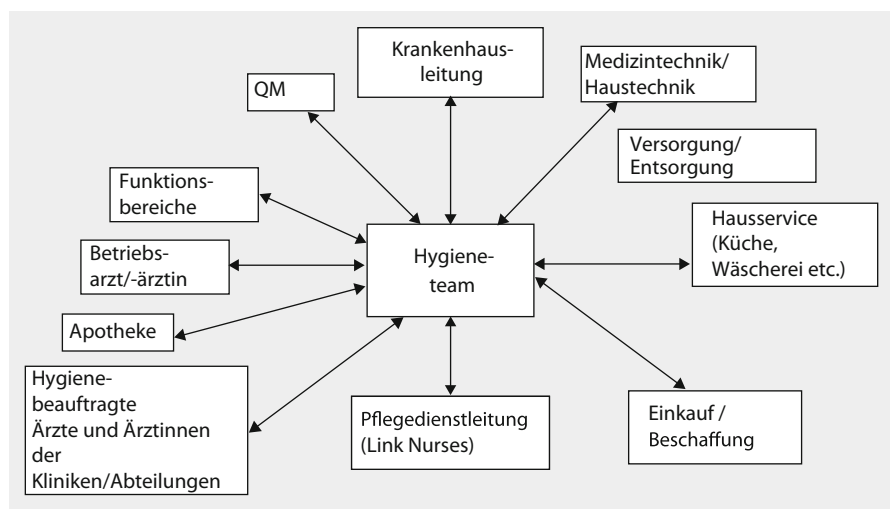 Krankenhaus-
leitung
Medizintechnik/
Haustechnik
QM
Versorgung/
Entsorgung
Funktions-
bereiche
Hausservice
(Küche,
Wäscherei etc.)
Betriebs-
arzt/-ärztin
Hygiene-
team
Apotheke
Hygiene-
beauftragte
Ärzte und Ärztinnen
der
Kliniken/Abteilungen
Pflegedienstleitung
(Link Nurses)
Einkauf /
Beschaffung